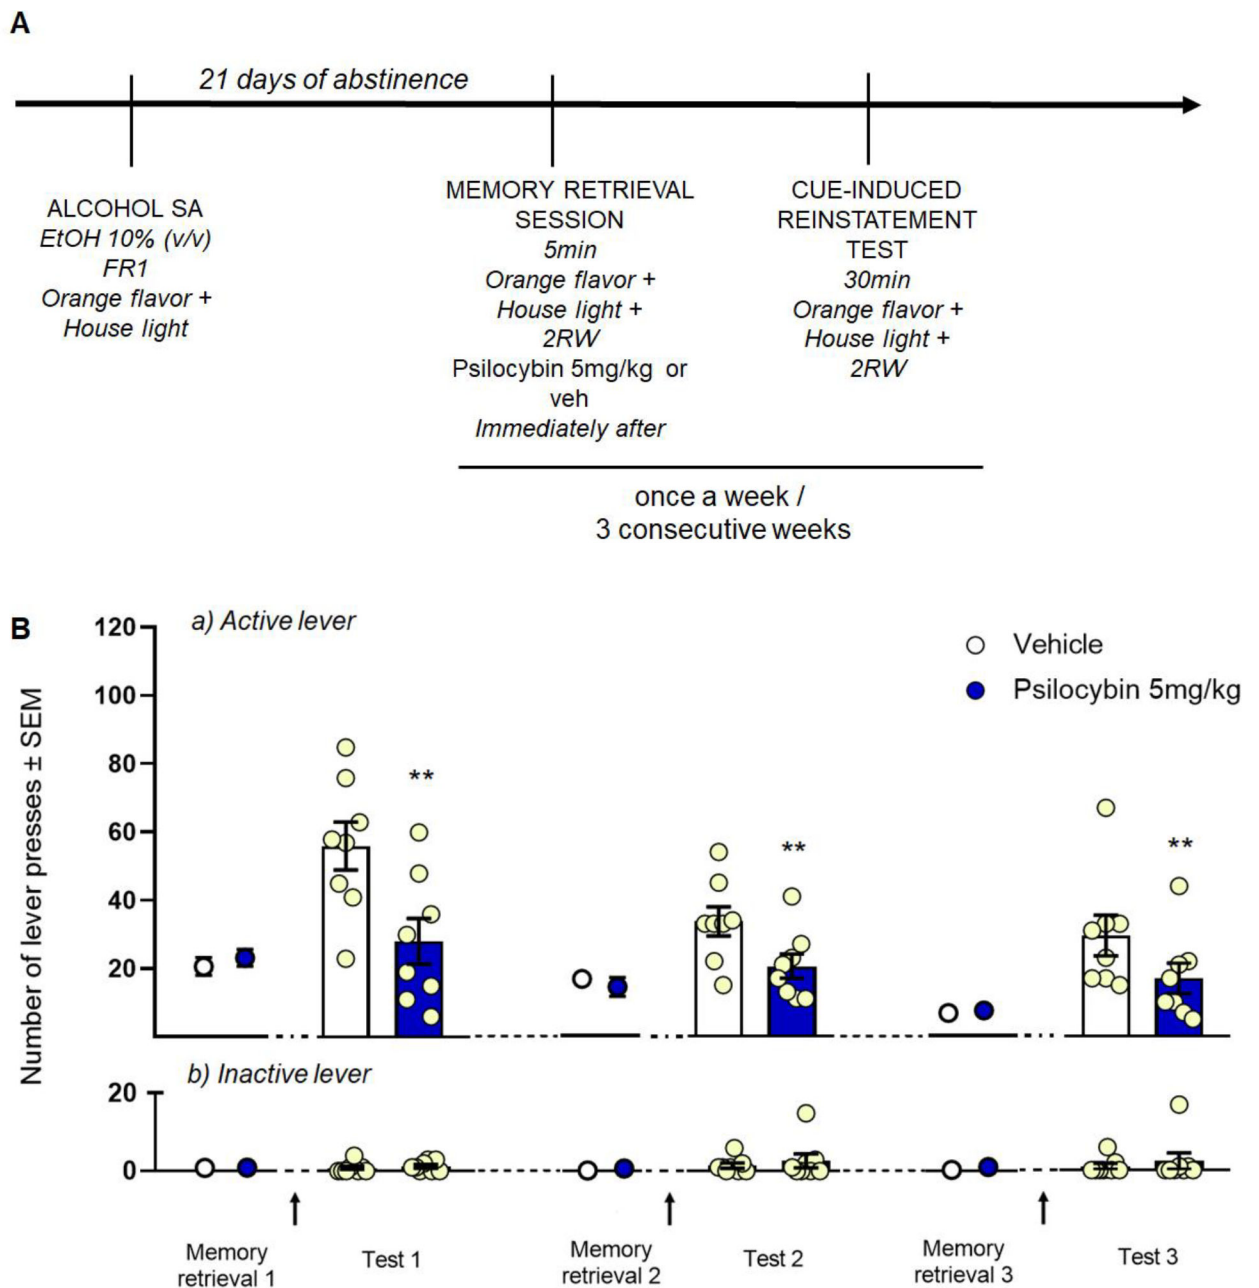 A
21 days of abstinence
ALCOHOL SA
EtOH 10% (v/v)
FR1
Orange flavor +
House light
MEMORY RETRIEVAL
SESSION
5min
Orange flavor +
House light +
2RW
Psilocybin 5mg/kg or
veh
Immediately after
CUE-INDUCED
REINSTATEMENT
TEST
30min
Orange flavor +
House light +
2RW
once a week /
3 consecutive weeks
B
a) Active lever
Vehicle
Psilocybin 5mg/kg
Number of lever presses ± SEM
120
100
80
60
40
20
**
**
**
b) Inactive lever
20
0
Memory
retrieval 1
Test 1
Memory
retrieval 2
Test 2
Memory
retrieval 3
Test 3